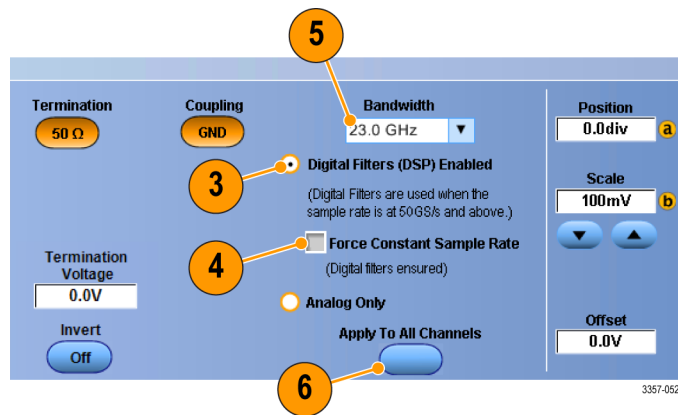 5
Termination
50 Ω
Coupling
GND
Bandwidth
23.0 GHz
3
Digital Filters (DSP) Enabled
(Digital Filters are used when the
sample rate is at 50GS/s and above.)
4
Force Constant Sample Rate
(Digital filters ensured)
Analog Only
Apply To All Channels
6
Termination
Voltage
0.0V
Invert
Off
Position
0.0div
a
Scale
100mV
b
Offset
0.0V
3357-052